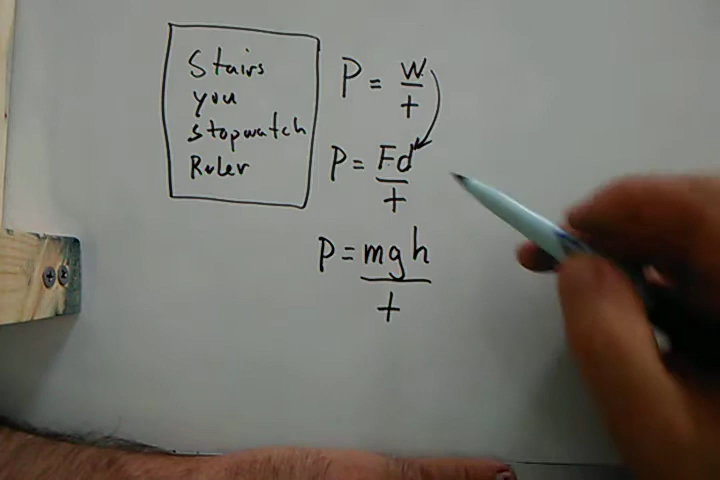 Stairs
you
stopwatch
Ruler
P = W/t
P = Fd/t
P = mgh/t